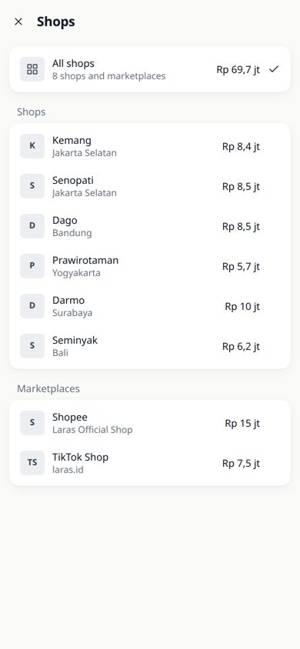 Shops
All shops
8 shops and marketplaces
Rp 69,7 jt
Shops
K
Kemang
Jakarta Selatan
Rp 8,4 jt
S
Senopati
Jakarta Selatan
Rp 8,5 jt
D
Dago
Bandung
Rp 8,5 jt
P
Prawirotaman
Yogyakarta
Rp 5,7 jt
D
Darmo
Surabaya
Rp 10 jt
S
Seminyak
Bali
Rp 6,2 jt
Marketplaces
S
Shopee
Laras Official Shop
Rp 15 jt
TS
TikTok Shop
laras.id
Rp 7,5 jt